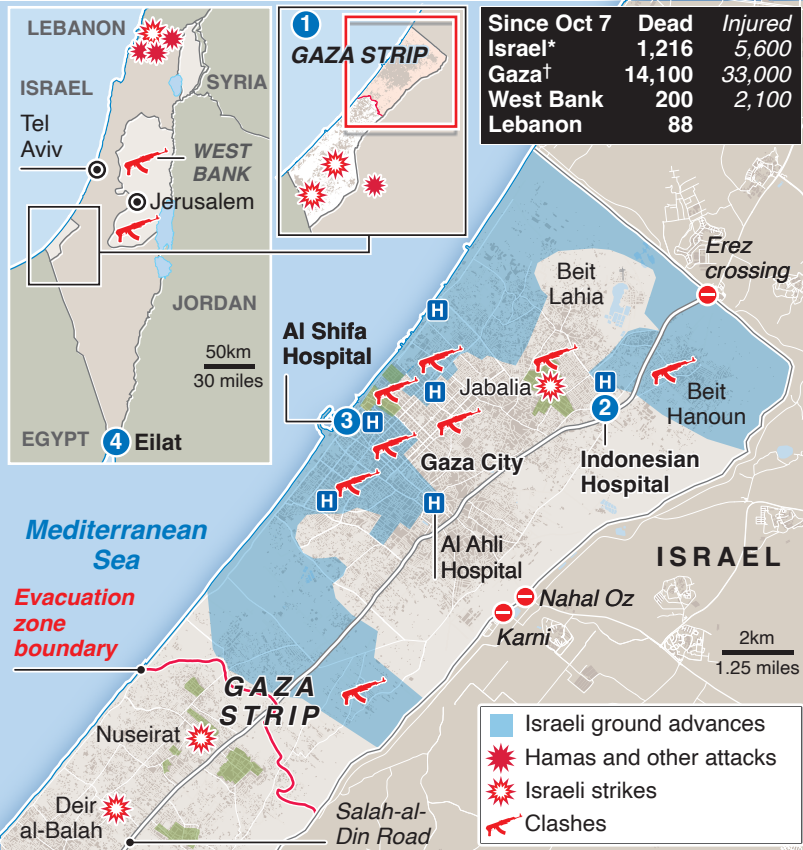 LEBANON
ISRAEL
SYRIA
Tel
Aviv
WEST
BANK
Jerusalem
JORDAN
50km
30 miles
EGYPT
4 Eilat
1
GAZA STRIP
Since Oct 7 Dead Injured
Israel* 1,216 5,600
Gaza† 14,100 33,000
West Bank 200 2,100
Lebanon 88
Erez
crossing
Beit
Lahia
H
Al Shifa
Hospital
Jabalia
H
H
Beit
Hanoun
3 H
2
Gaza City
Indonesian
Hospital
H
H
Al Ahli
Hospital
Mediterranean
Sea
ISRAEL
Evacuation
zone
boundary
Nahal Oz
Karni
2km
1.25 miles
GAZA
STRIP
Nuseirat
Deir
al-Balah
Salah-al-
Din Road
Israeli ground advances
Hamas and other attacks
Israeli strikes
Clashes